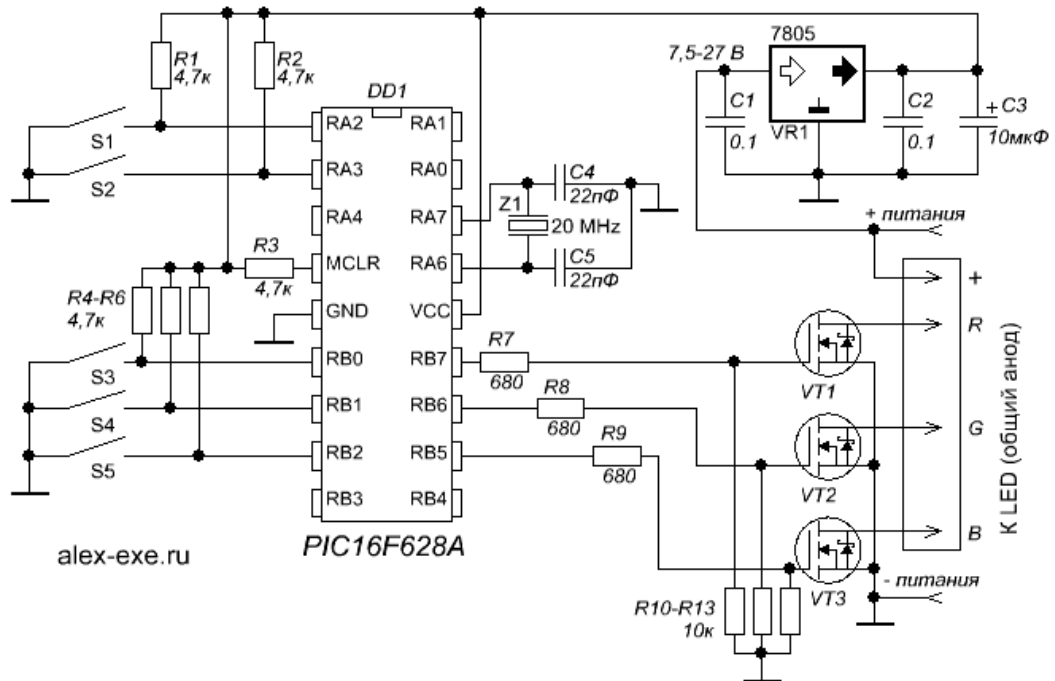 R1
4,7к
R2
4,7к
DD1
7,5-27 В
7805
VR1
C1
0.1
C2
0.1
+ C3
10мкФ
S1
S2
RA2
RA3
RA4
MCLR
GND
RB0
RB1
RB2
RB3
RA1
RA0
RA7
RA6
VCC
RB7
RB6
RB5
RB4
C4
22пФ
Z1
20 MHz
C5
22пФ
R3
4,7к
R4-R6
4,7к
S3
S4
S5
R7
680
R8
680
R9
680
+ питания
+
R
G
B
К LED (общий анод)
- питания
VT1
VT2
VT3
R10-R13
10к
PIC16F628A
alex-exe.ru